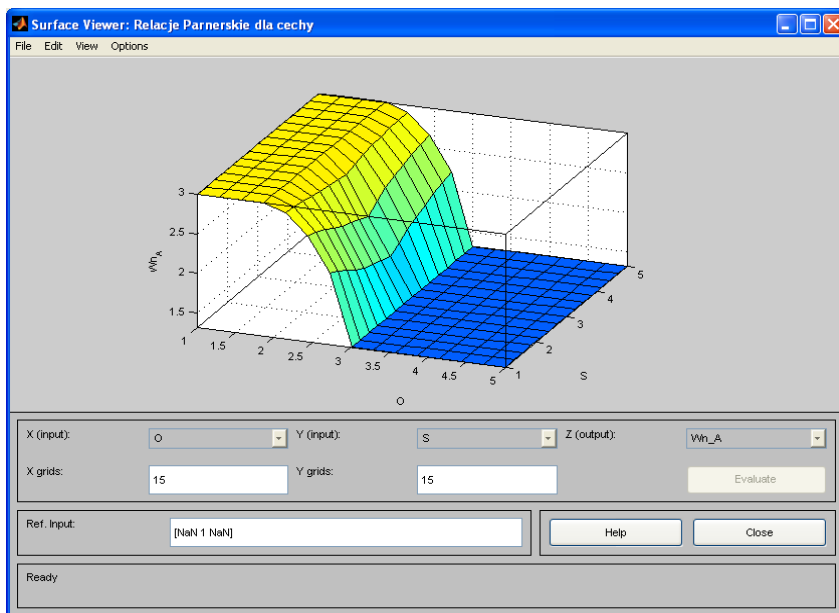 Surface Viewer: Relacje Parnerskie dla cechy
File Edit View Options
3
2.5
2
1.5
Wn_A
1 1.5 2 2.5 3 3.5 4 4.5 5
O
1 2 3 4 5
S
X (input): O Y (input): S Z (output): Wn_A
X grids: 15 Y grids: 15 Evaluate
Ref. Input: [NaN 1 NaN] Help Close
Ready